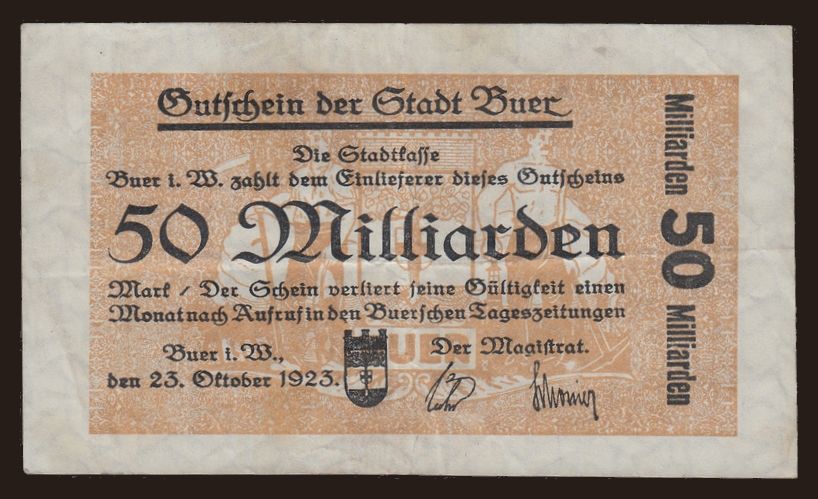 Gutschein der Stadt Buer
Die Stadtkasse
Buer i. W. zahlt dem Einlieferer dieses Gutscheins
50 Milliarden
Mark / Der Schein verliert seine Gültigkeit einen
Monat nach Aufruf in den Buerschen Tageszeitungen
Buer i. W.,
den 23. Oktober 1923.
Der Magistrat.
Milliarden 50 Milliarden